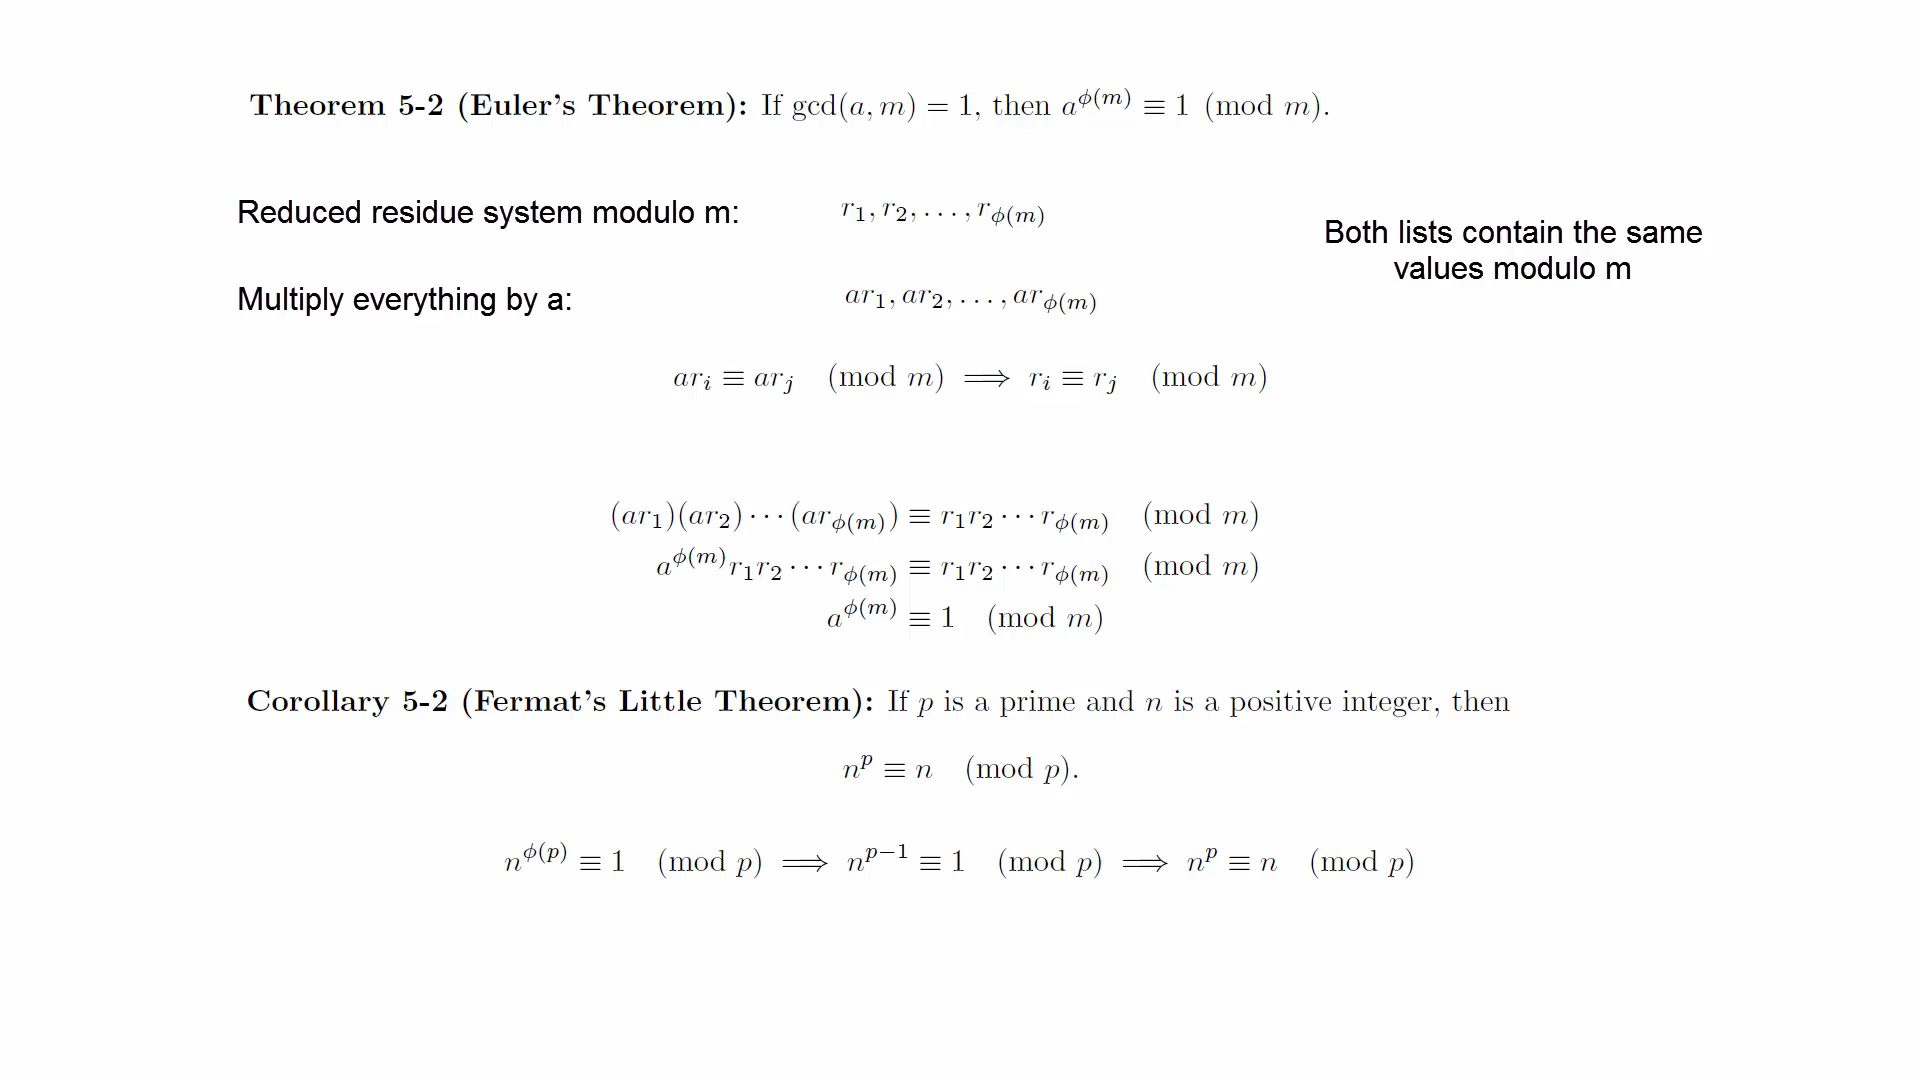 Theorem 5-2 (Euler's Theorem): If gcd(a, m) = 1, then a^{ϕ(m)} ≡ 1 (mod m).
Reduced residue system modulo m: r_1, r_2, . . . , r_{ϕ(m)}
Both lists contain the same
values modulo m
Multiply everything by a: ar_1, ar_2, . . . , ar_{ϕ(m)}
ar_i ≡ ar_j (mod m) ⟹ r_i ≡ r_j (mod m)
(ar_1)(ar_2) · · · (ar_{ϕ(m)}) ≡ r_1r_2 · · · r_{ϕ(m)} (mod m)
a^{ϕ(m)}r_1r_2 · · · r_{ϕ(m)} ≡ r_1r_2 · · · r_{ϕ(m)} (mod m)
a^{ϕ(m)} ≡ 1 (mod m)
Corollary 5-2 (Fermat's Little Theorem): If p is a prime and n is a positive integer, then
n^p ≡ n (mod p).
n^{ϕ(p)} ≡ 1 (mod p) ⟹ n^{p−1} ≡ 1 (mod p) ⟹ n^p ≡ n (mod p)